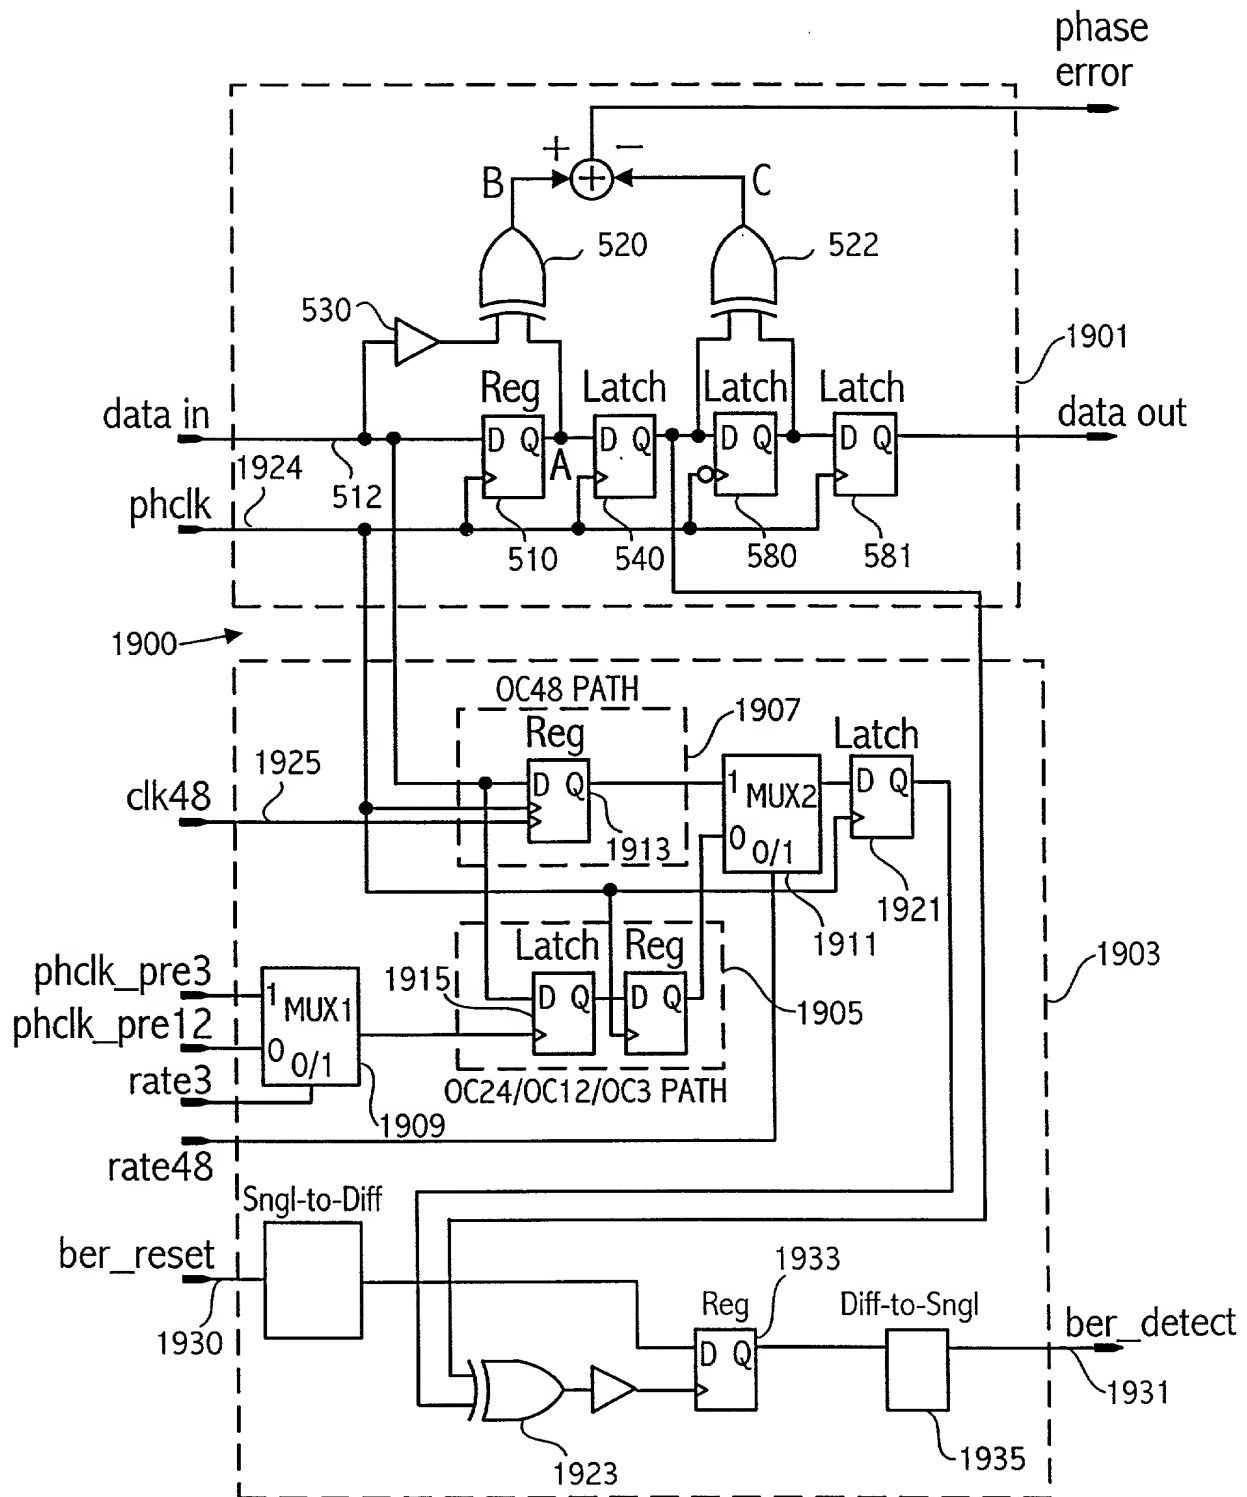 phase
error
+
−
B
+
C
520
522
530
1901
Reg
Latch
Latch
Latch
data in
D Q
A
D Q
D Q
D Q
data out
1924
512
phclk
510
540
580
581
1900
OC48 PATH
1907
Reg
Latch
1925
clk48
D Q
1
MUX2
D Q
1913
0
0/1
1921
1911
Latch
Reg
1903
phclk_pre3
1915
1
MUX1
D Q
D Q
1905
phclk_pre12
0
0/1
rate3
OC24/OC12/OC3 PATH
1909
rate48
Sngl-to-Diff
ber_reset
1933
Reg
Diff-to-Sngl
1930
D Q
ber_detect
1931
1923
1935